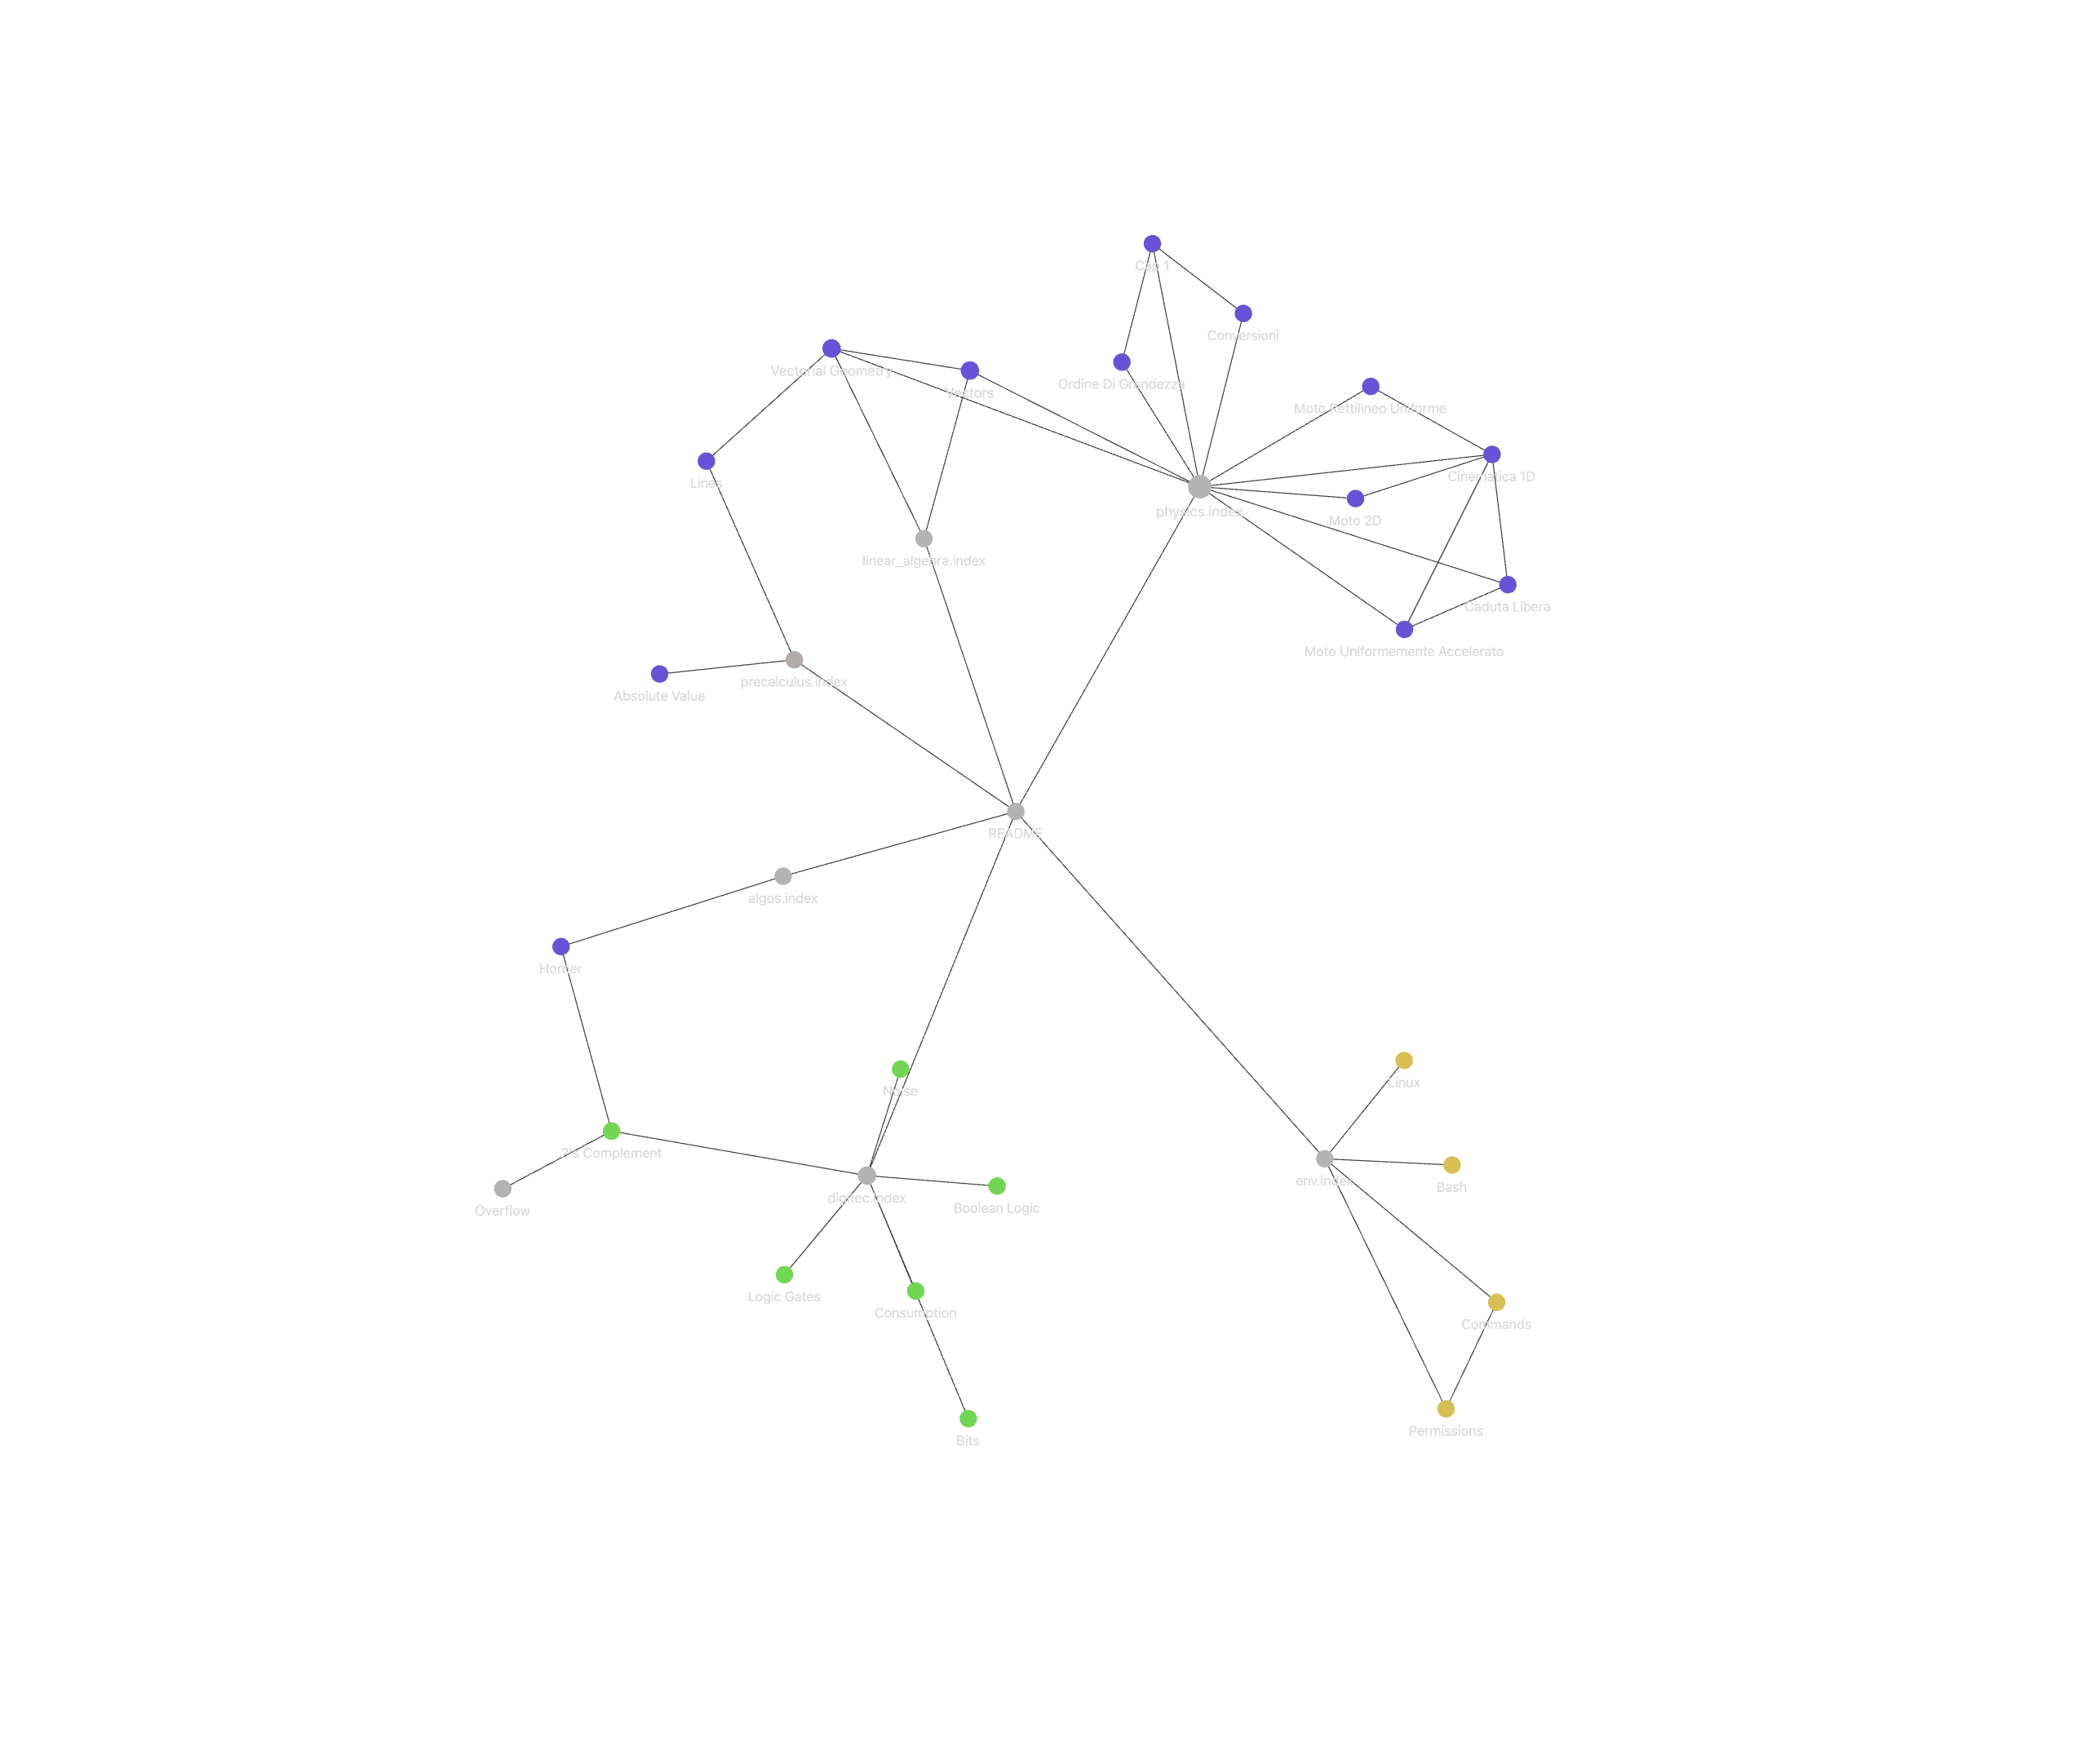 Cap 1
Conversioni
Vectorial Geometry
Vectors
Ordine Di Grandezza
Moto Rettilineo Uniforme
Cinematica 1D
Lines
physics.index
Moto 2D
linear_algebra.index
Caduta Libera
Moto Uniformemente Accelerato
precalculus.index
Absolute Value
README
algos.index
Horner
Linux
Noise
2's Complement
env.index
Bash
digitec.index
Boolean Logic
Overflow
Logic Gates
Consumption
Commands
Permissions
Bits